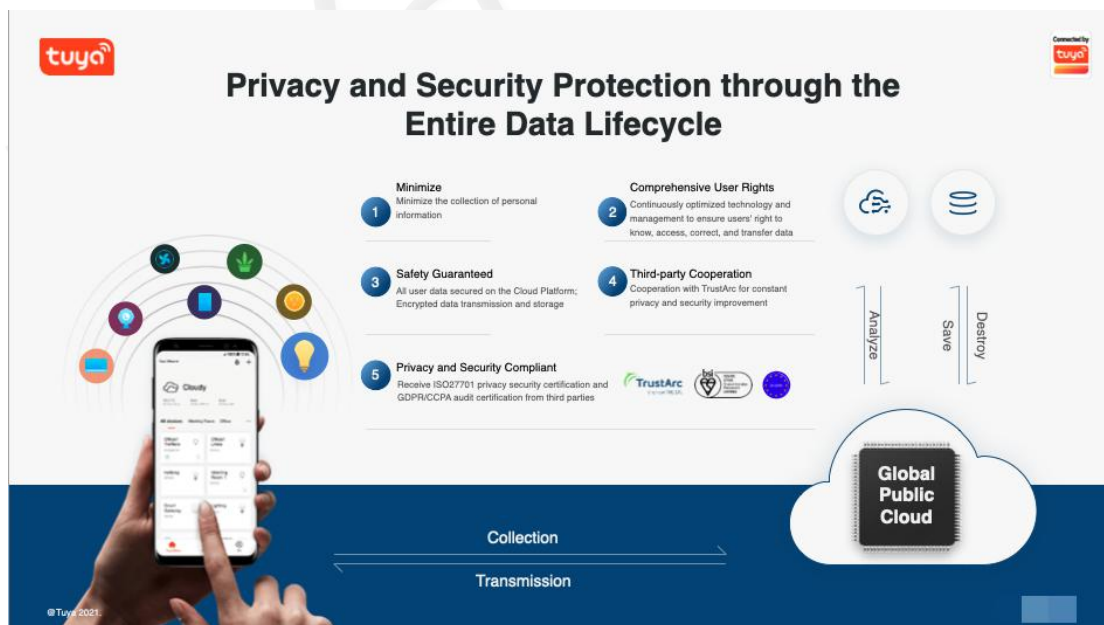 tuya
Connected by
tuya
Privacy and Security Protection through the
Entire Data Lifecycle
1
Minimize
Minimize the collection of personal
information
2
Comprehensive User Rights
Continuously optimized technology and
management to ensure users' right to
know, access, correct, and transfer data
3
Safety Guaranteed
All user data secured on the Cloud Platform;
Encrypted data transmission and storage
4
Third-party Cooperation
Cooperation with TrustArc for constant
privacy and security improvement
5
Privacy and Security Compliant
Receive ISO27701 privacy security certification and
GDPR/CCPA audit certification from third parties
TrustArc
bsi
Analyze
Save
Destroy
Cloudy
Global
Public
Cloud
Collection
Transmission
@Tuya 2021.